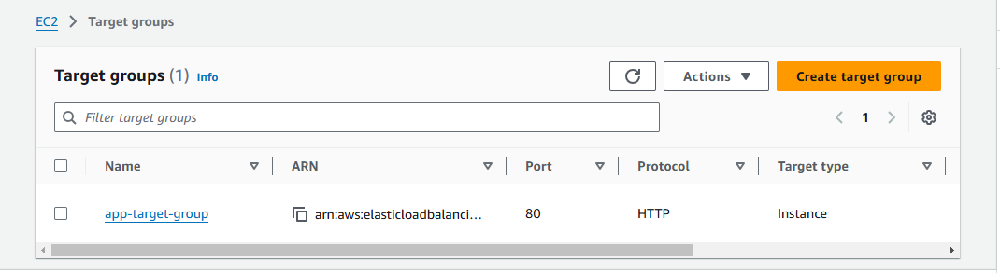 EC2 > Target groups
Target groups (1) Info
Actions
Create target group
Filter target groups
1
Name ARN Port Protocol Target type
app-target-group arn:aws:elasticloadbalanci... 80 HTTP Instance